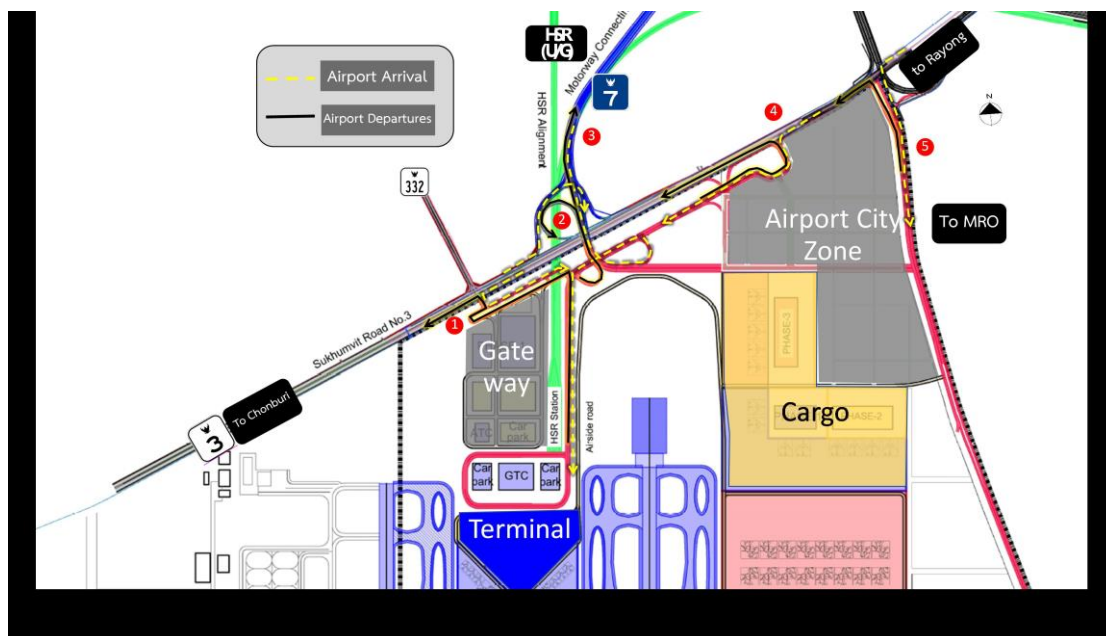 HSR
(U/G)
Motorway Connecti
to Rayong
Airport Arrival
Airport Departures
7
N
HSR Alignment
3
4
5
332
2
Airport City
Zone
To MRO
Sukhumvit Road No.3
1
PHASE-3
Gate
way
To Chonburi
3
HSR Station
Airside road
Cargo
PHASE-2
ATC
Car
park
Car
park
GTC
Car
park
Terminal